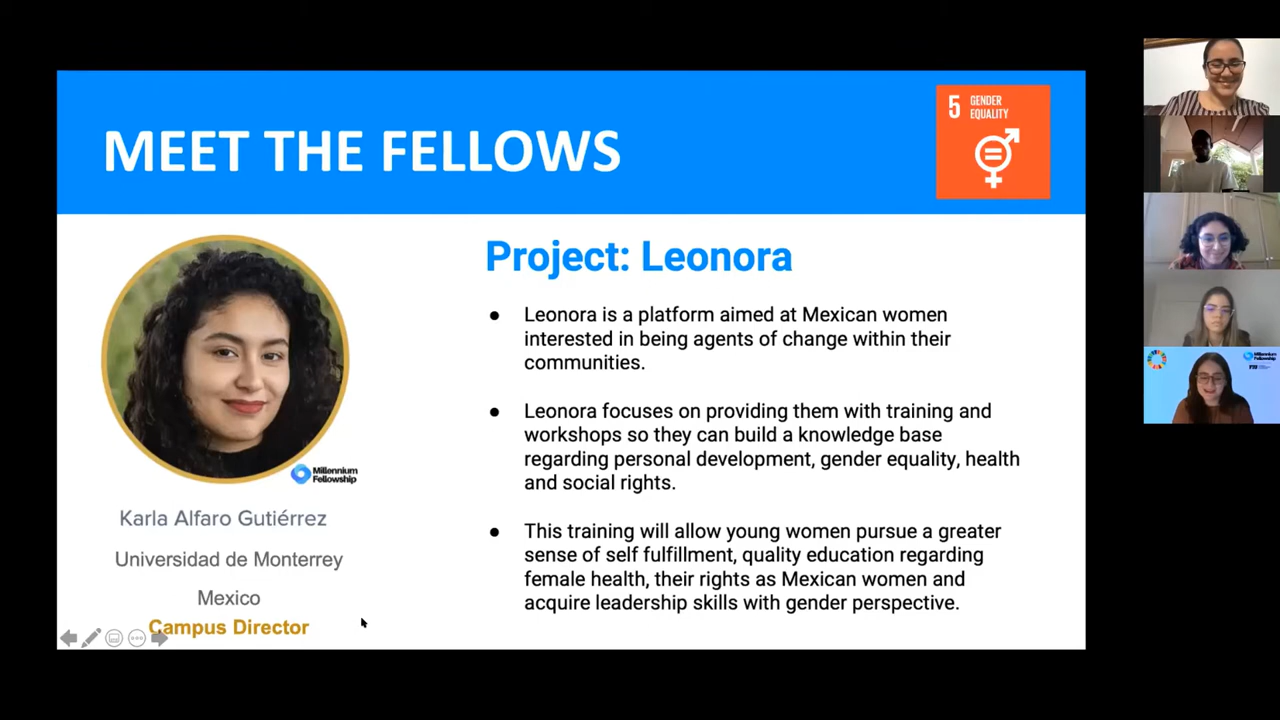 MEET THE FELLOWS
5 GENDER
EQUALITY
Project: Leonora
● Leonora is a platform aimed at Mexican women
interested in being agents of change within their
communities.
● Leonora focuses on providing them with training and
workshops so they can build a knowledge base
regarding personal development, gender equality, health
and social rights.
● This training will allow young women pursue a greater
sense of self fulfillment, quality education regarding
female health, their rights as Mexican women and
acquire leadership skills with gender perspective.
Millennium
Fellowship
Karla Alfaro Gutiérrez
Universidad de Monterrey
Mexico
Campus Director
Millennium
Fellowship